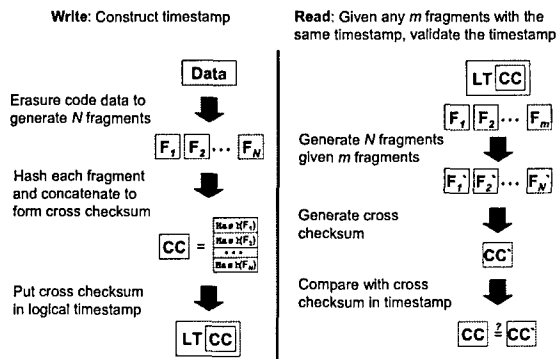 Write: Construct timestamp
Data
Erasure code data to
generate N fragments
F1 F2 ... FN
Hash each fragment
and concatenate to
form cross checksum
CC =
(F1)
(F2)
...
(FN)
Put cross checksum
in logical timestamp
LT CC
Read: Given any m fragments with the
same timestamp, validate the timestamp
LT CC
F1 F2 ... Fm
Generate N fragments
given m fragments
F1` F2` ... FN`
Generate cross
checksum
CC`
Compare with cross
checksum in timestamp
CC ?= CC`